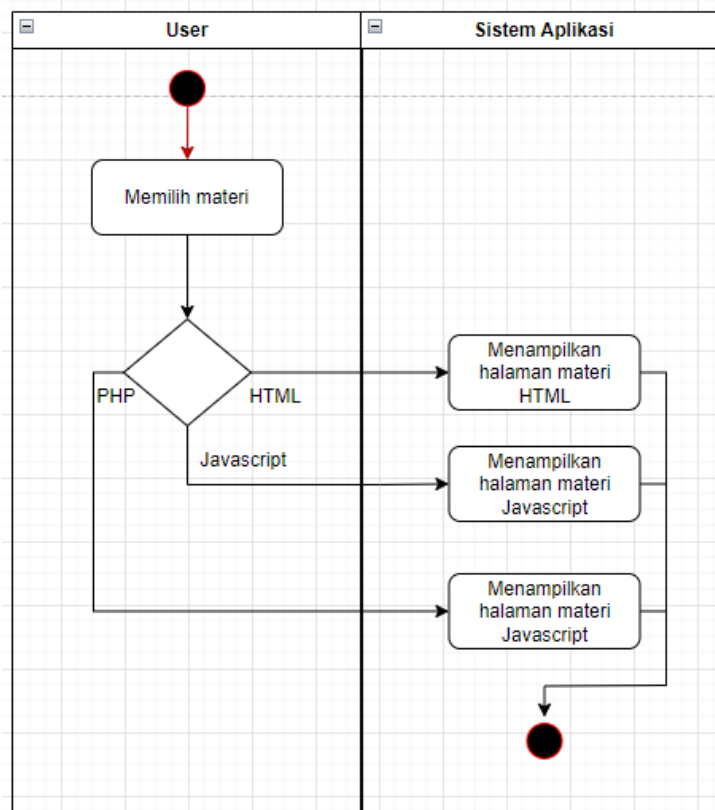 User
Sistem Aplikasi
Memilih materi
PHP
HTML
Javascript
Menampilkan
halaman materi
HTML
Menampilkan
halaman materi
Javascript
Menampilkan
halaman materi
Javascript